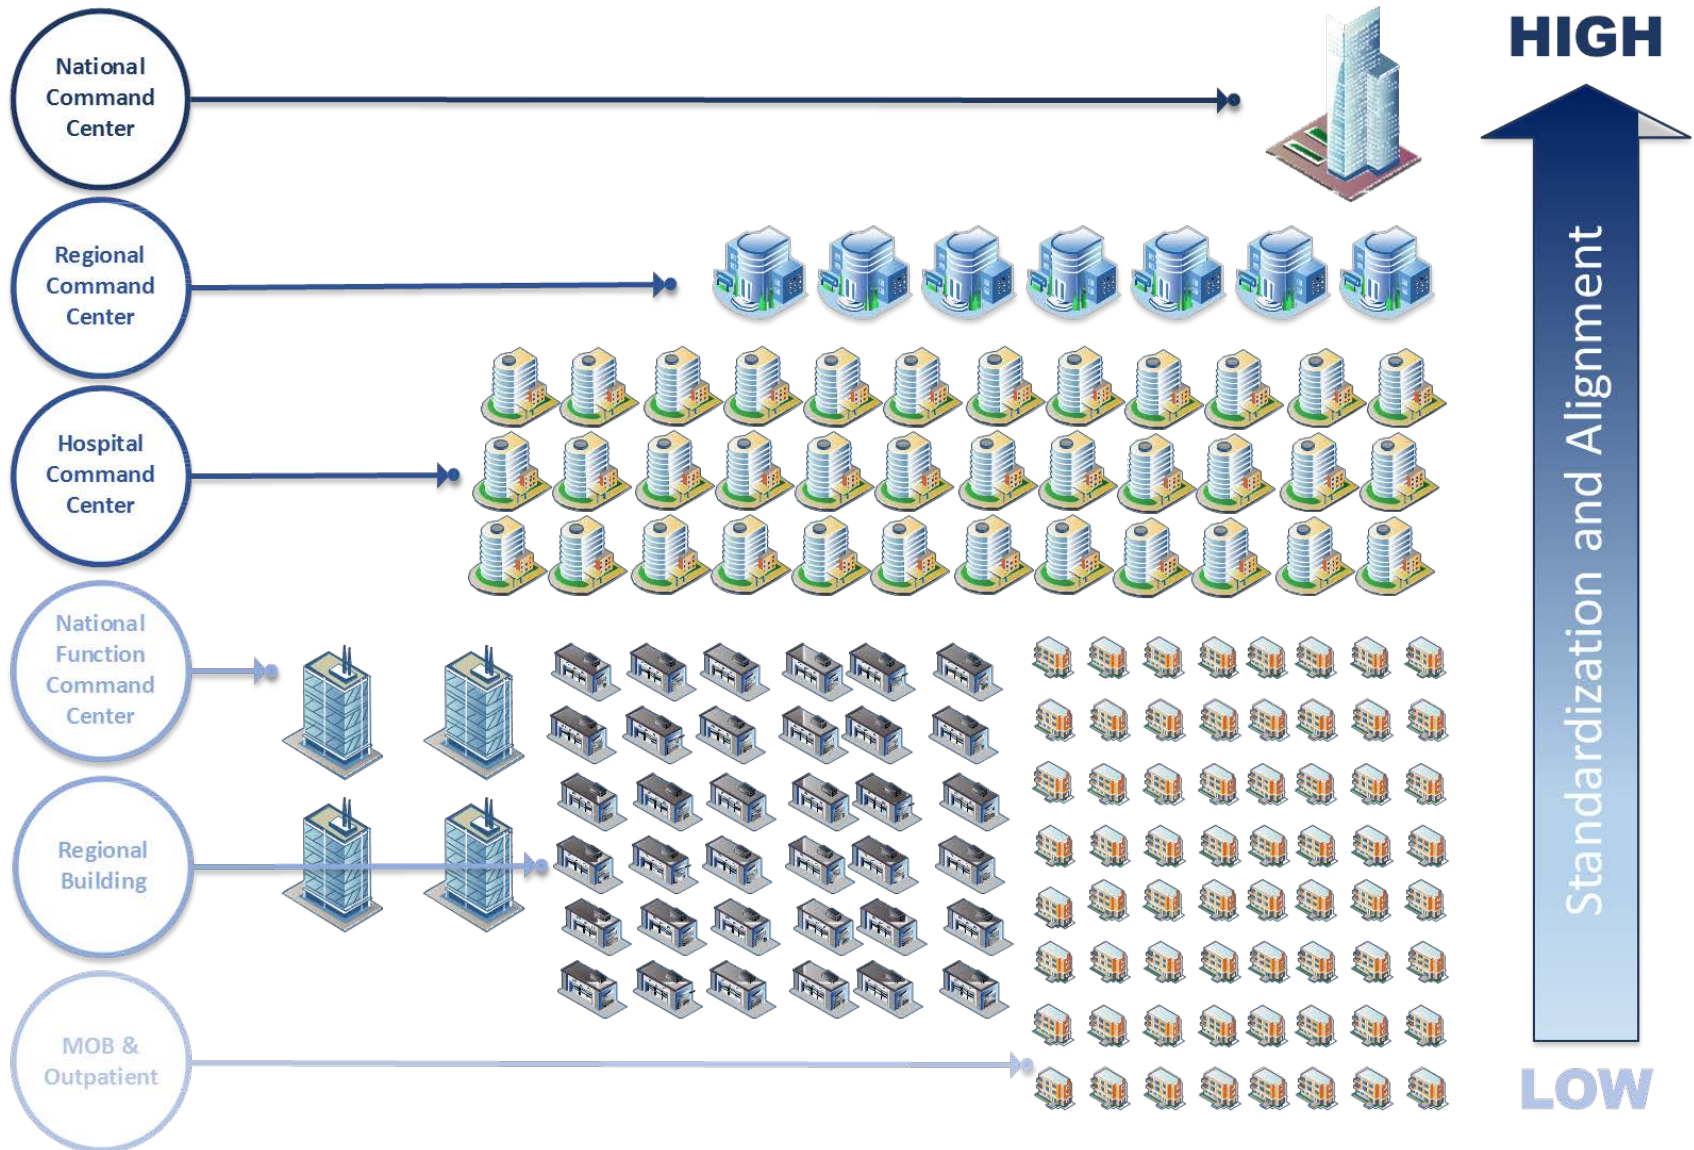 National
Command
Center
HIGH
Regional
Command
Center
Hospital
Command
Center
National
Function
Command
Center
Regional
Building
MOB &
Outpatient
Standardization and Alignment
LOW